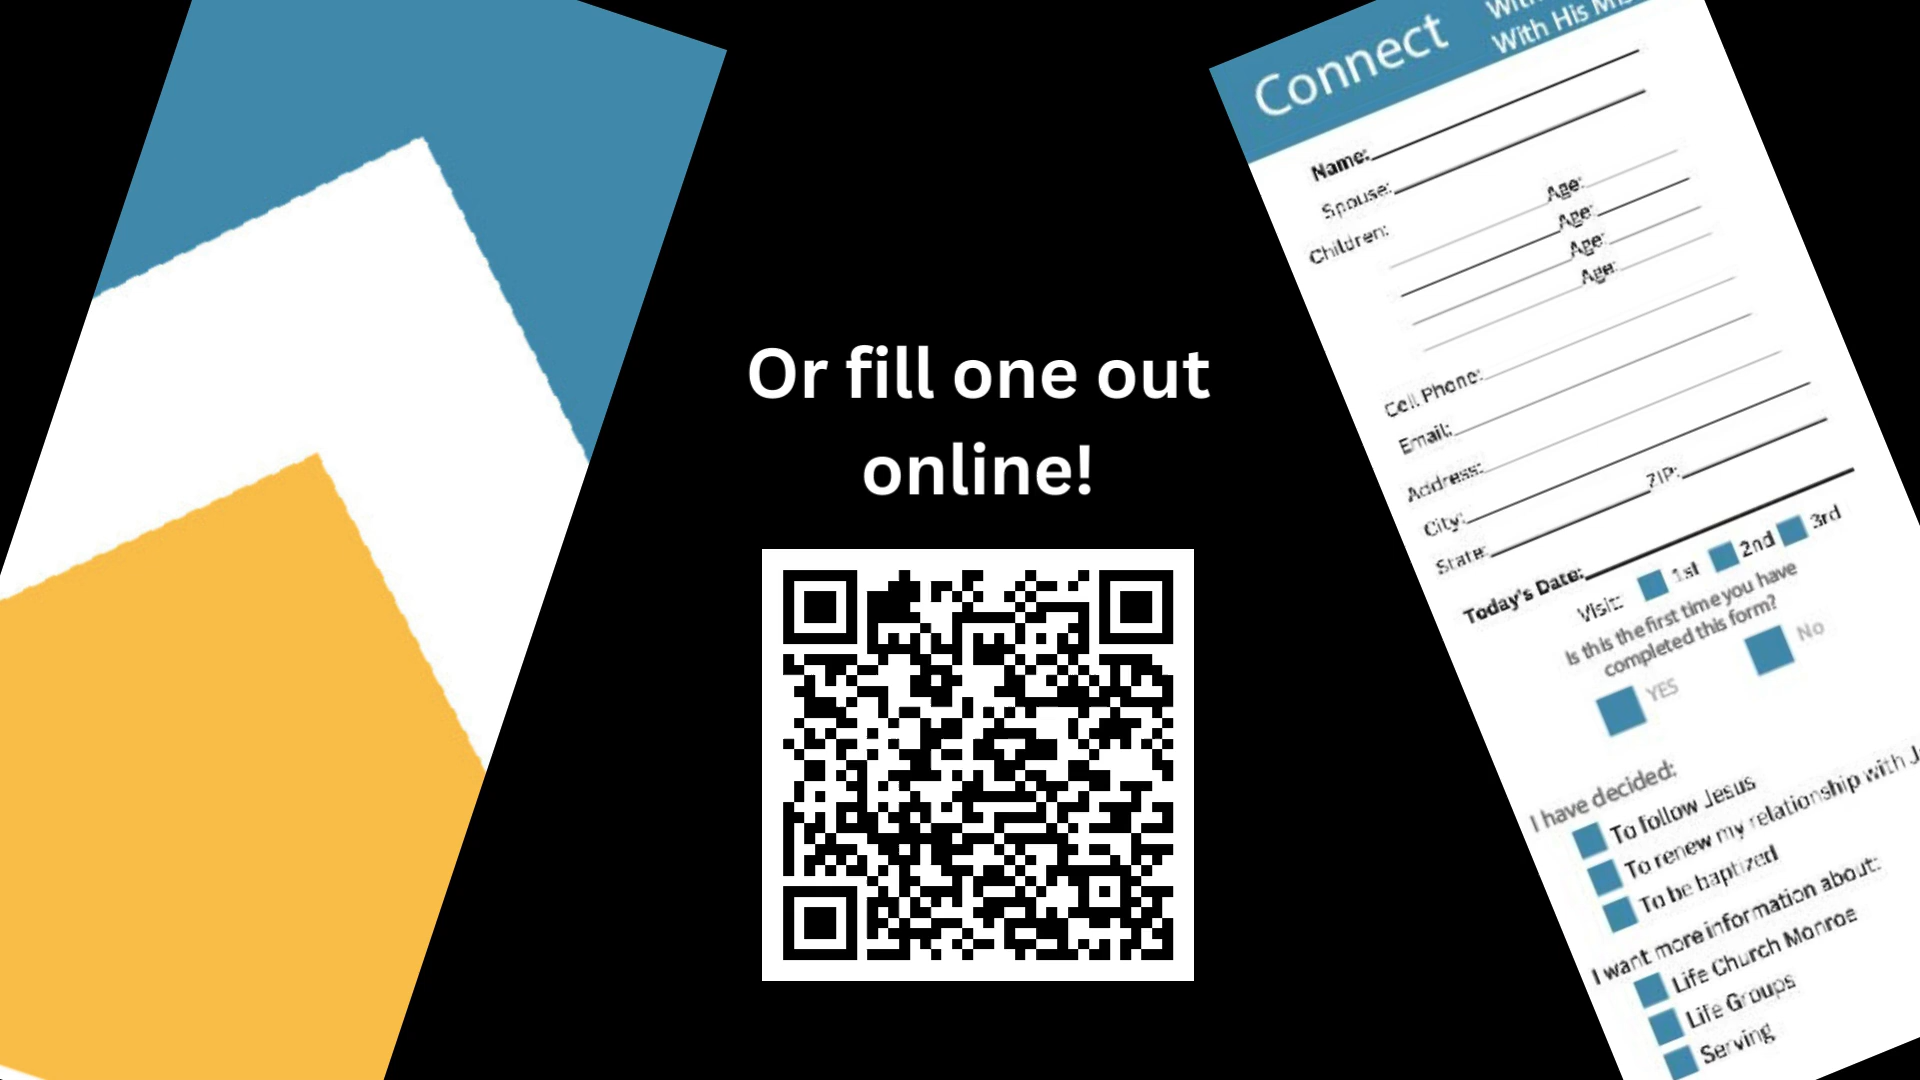 Or fill one out
online!
Connect
With
With His
Name:
Spouse:
Children:
Age:
Age:
Age:
Age:
Cell Phone:
Email:
Address:
City:
State: ZIP:
Today's Date:
Visit: 1st 2nd 3rd
Is this the first time you have
completed this form?
YES No
I have decided:
To follow Jesus
To renew my relationship with
To be baptized
I want more information about:
Life Church Monroe
Life Groups
Serving